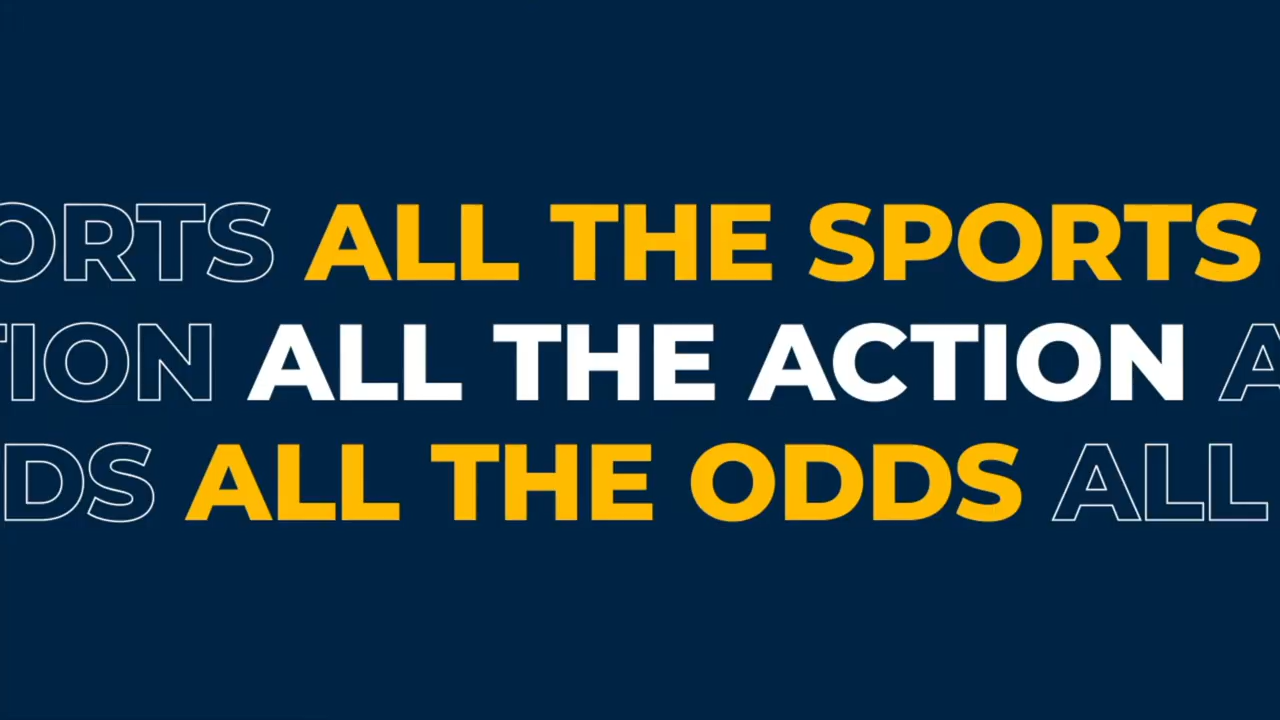 ORTS ALL THE SPORTS
TION ALL THE ACTION A
DS ALL THE ODDS ALL